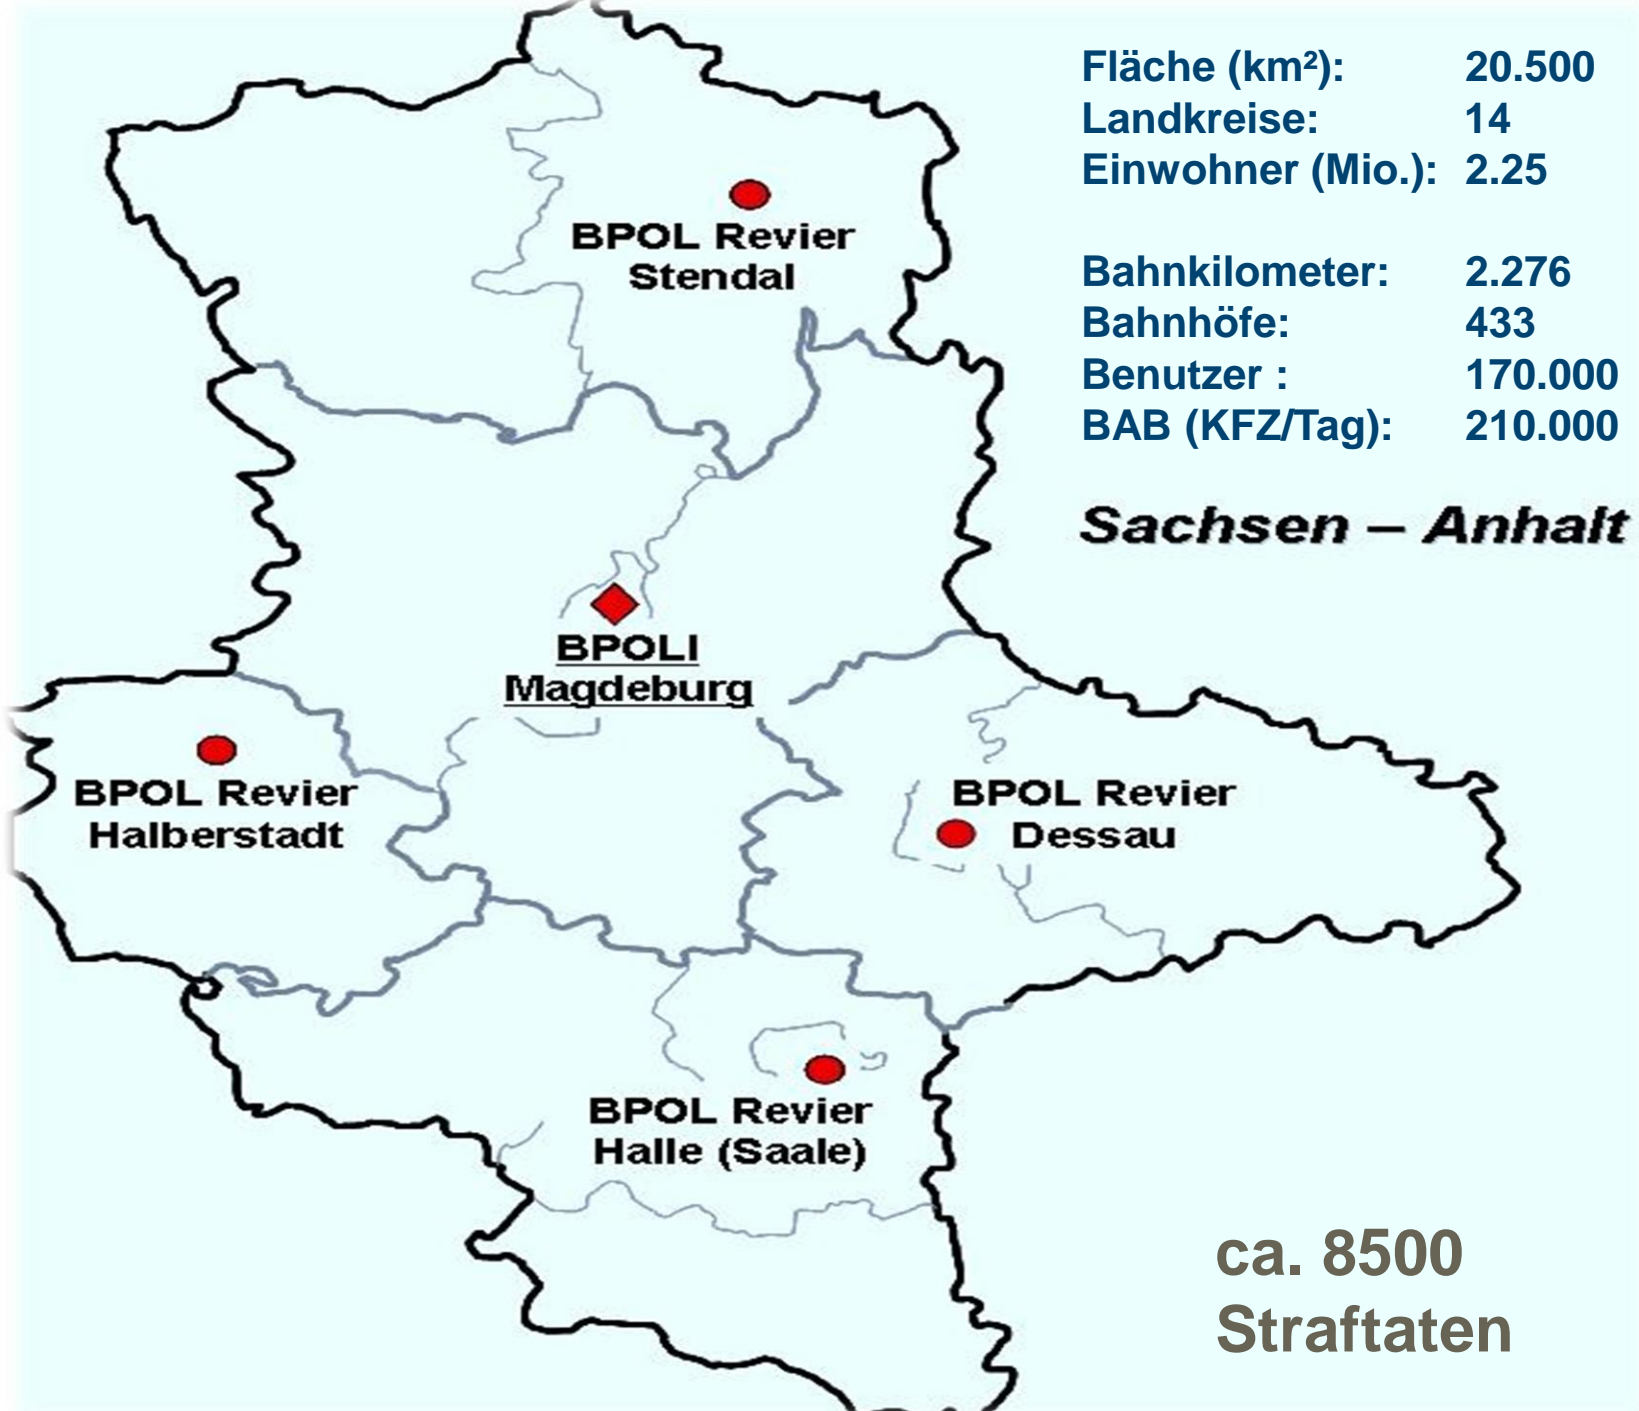 Fläche (km²): 20.500
Landkreise: 14
Einwohner (Mio.): 2.25
Bahnkilometer: 2.276
Bahnhöfe: 433
Benutzer : 170.000
BAB (KFZ/Tag): 210.000
Sachsen – Anhalt
BPOL Revier
Stendal
BPOLI
Magdeburg
BPOL Revier
Halberstadt
BPOL Revier
Dessau
BPOL Revier
Halle (Saale)
ca. 8500
Straftaten